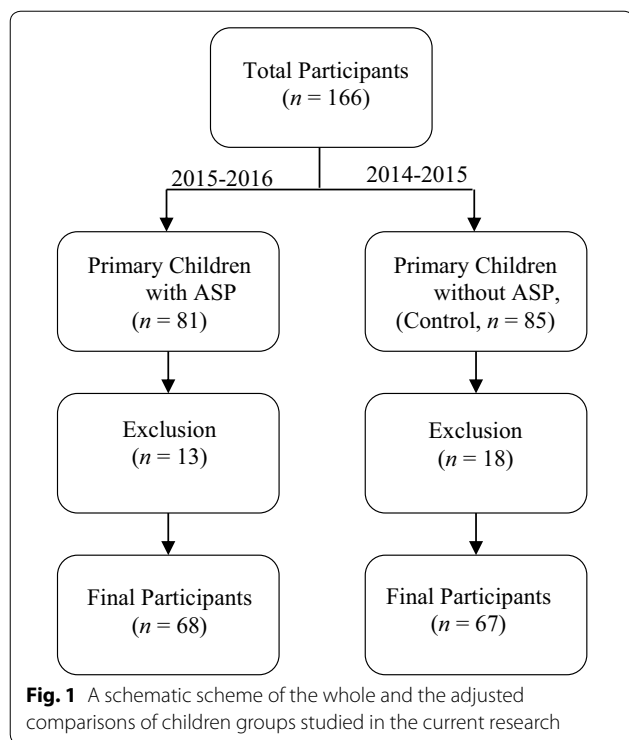 Total Participants
(n = 166)
2015-2016
2014-2015
Primary Children
with ASP
(n = 81)
Primary Children
without ASP,
(Control, n = 85)
Exclusion
(n = 13)
Exclusion
(n = 18)
Final Participants
(n = 68)
Final Participants
(n = 67)
Fig. 1 A schematic scheme of the whole and the adjusted
comparisons of children groups studied in the current research